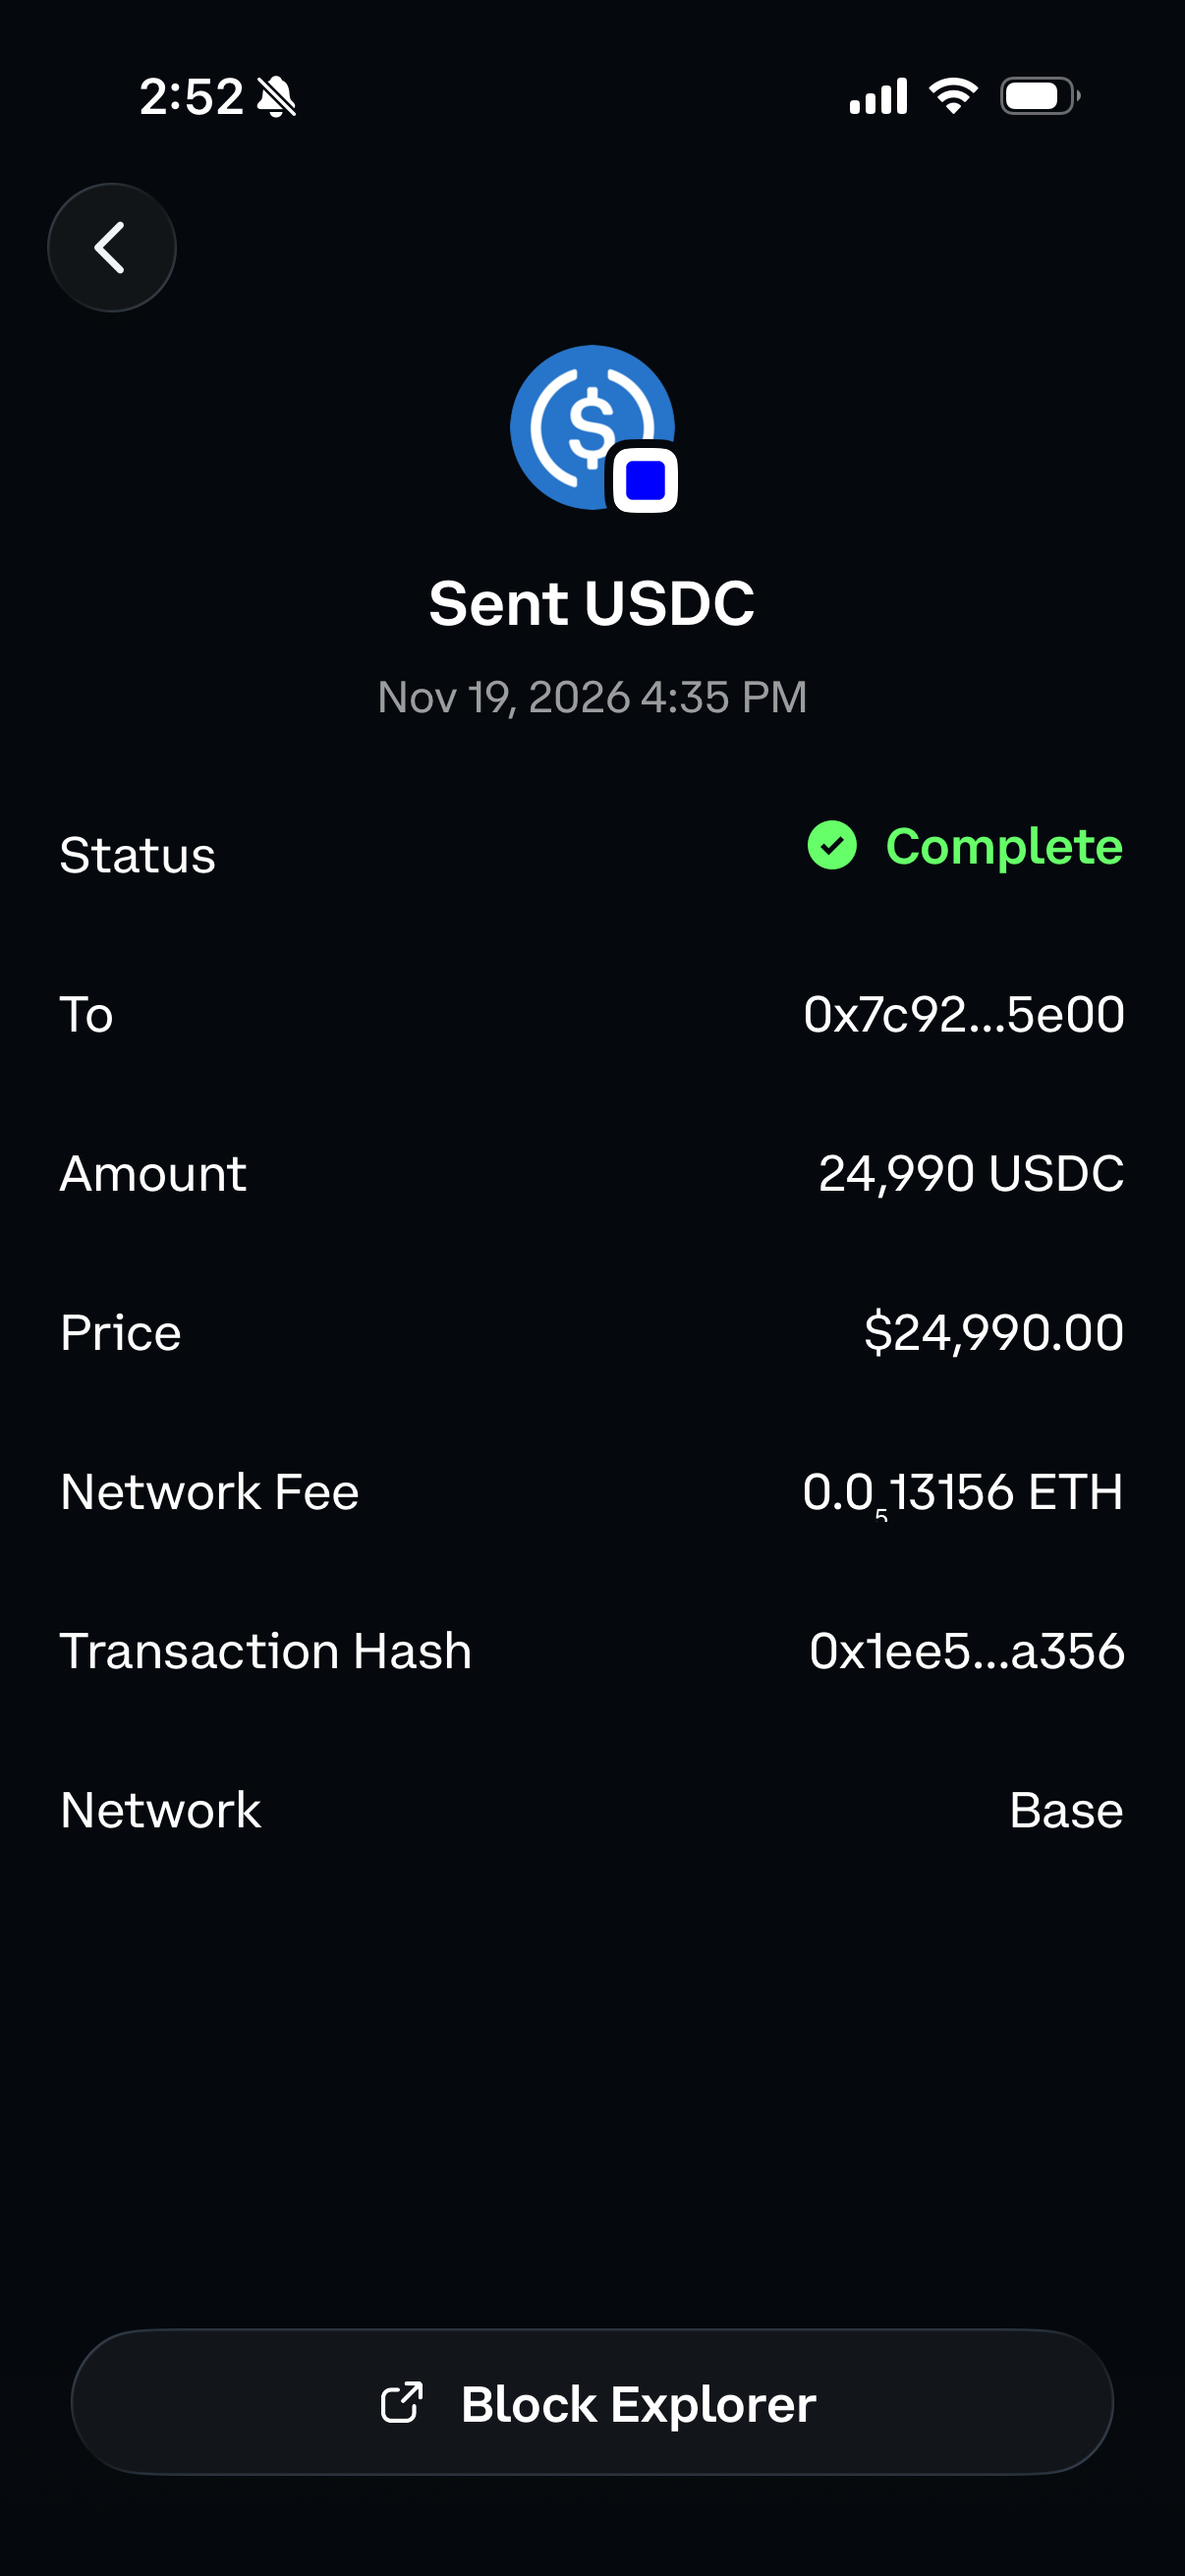 2:52
$
Sent USDC
Nov 19, 2026 4:35 PM
Status Complete
To 0x7c92...5e00
Amount 24,990 USDC
Price $24,990.00
Network Fee 0.0₅13156 ETH
Transaction Hash 0x1ee5...a356
Network Base
Block Explorer